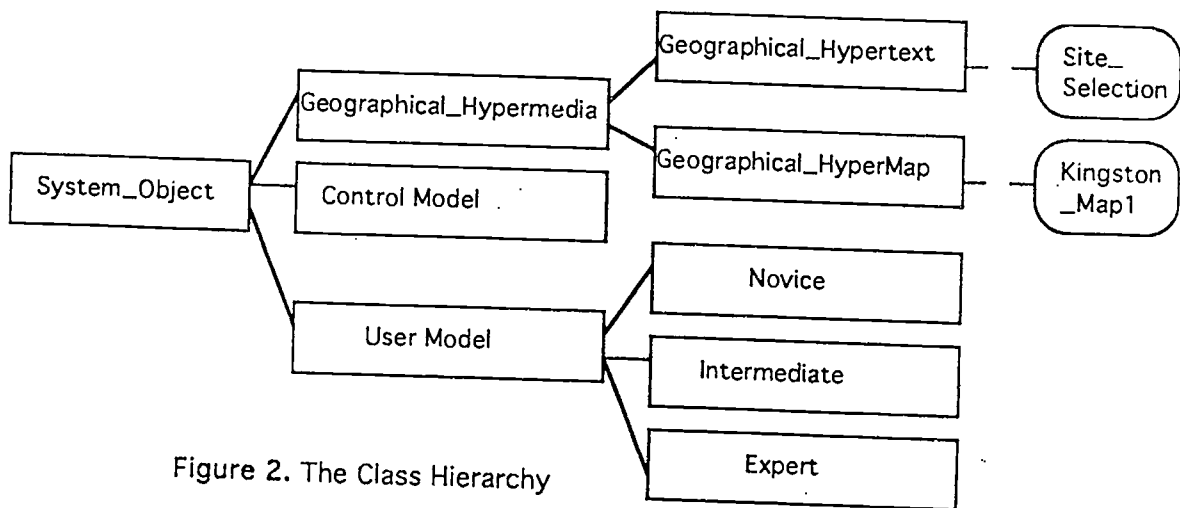 Geographical_Hypertext
Site_
Selection
Geographical_Hypermedia
Geographical_HyperMap
Kingston
_Map1
System_Object
Control Model
Novice
User Model
Intermediate
Expert
Figure 2. The Class Hierarchy